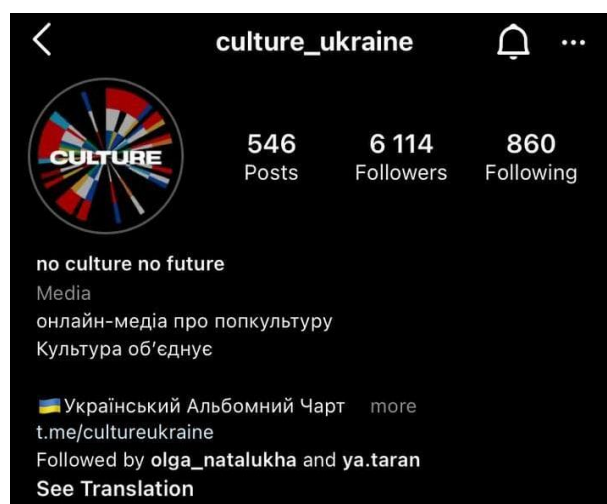 culture_ukraine
CULTURE
546 6 114 860
Posts Followers Following
no culture no future
Media
онлайн-медіа про попкультуру
Культура об’єднує
🇺🇦Український Альбомний Чарт more
t.me/cultureukraine
Followed by olga_natalukha and ya.taran
See Translation